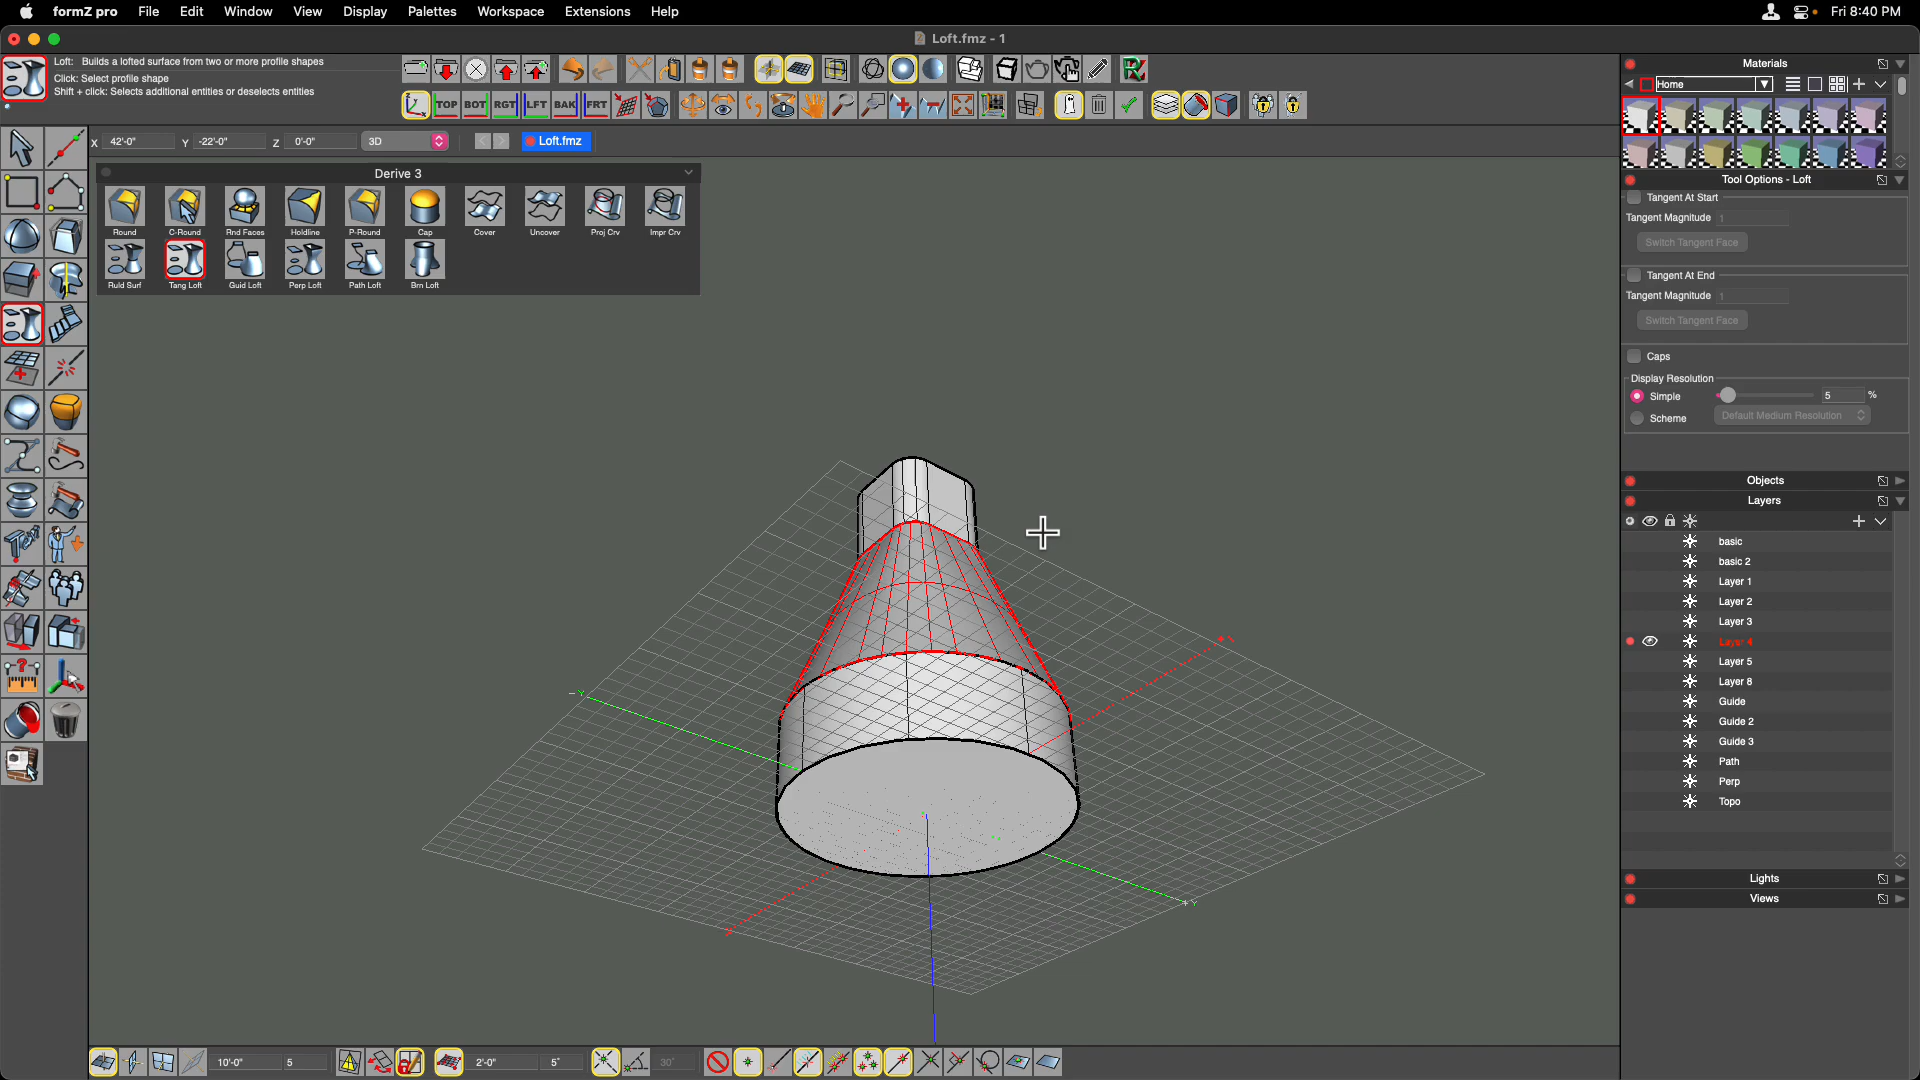 formZ pro File Edit Window View Display Palettes Workspace Extensions Help Fri 8:40 PM
Loft.fmz - 1
Loft: Builds a lofted surface from two or more profile shapes
Click: Select profile shape
Shift + click: Selects additional entities or deselects entities
TOP BOT RGT LFT BAK FRT
X 42'-0" Y -22'-0" Z 0'-0" 3D Loft.fmz
Derive 3
Round C-Round Rnd Faces Holdline P-Round Cap Cover Uncover Proj Crv Impr Crv
Ruld Surf Tang Loft Guid Loft Perp Loft Path Loft Brn Loft
Materials
Home
Tool Options - Loft
Tangent At Start
Tangent Magnitude 1
Switch Tangent Face
Tangent At End
Tangent Magnitude 1
Switch Tangent Face
Caps
Display Resolution
Simple 5 %
Scheme Default Medium Resolution
Objects
Layers
basic
basic 2
Layer 1
Layer 2
Layer 3
Layer 4
Layer 5
Layer 8
Guide
Guide 2
Guide 3
Path
Perp
Topo
Lights
Views
+Y
10'-0" 5 2'-0" 5" 30°